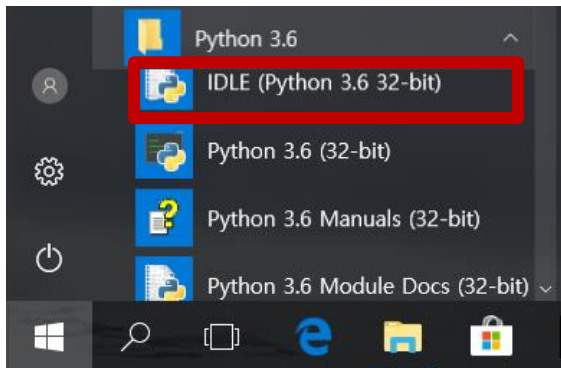 Python 3.6
IDLE (Python 3.6 32-bit)
Python 3.6 (32-bit)
Python 3.6 Manuals (32-bit)
Python 3.6 Module Docs (32-bit)